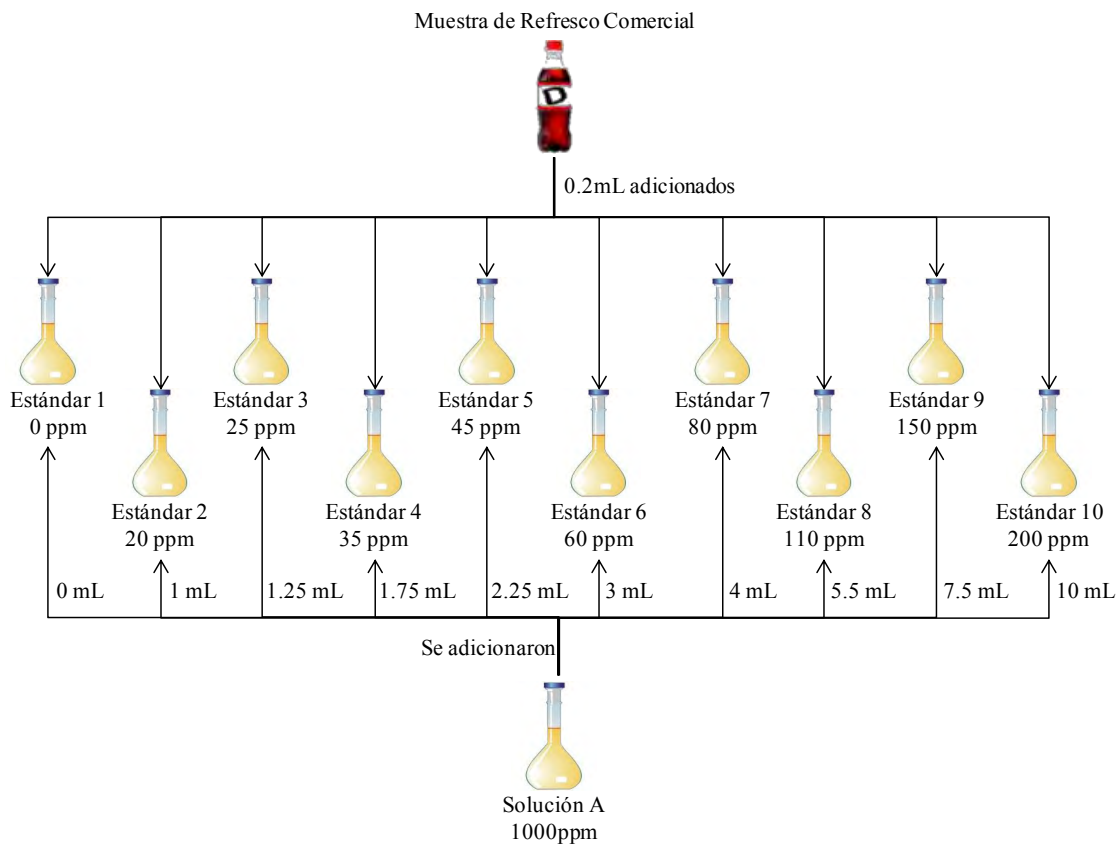 Muestra de Refresco Comercial
D
0.2mL adicionados
Estándar 1
0 ppm
Estándar 3
25 ppm
Estándar 5
45 ppm
Estándar 7
80 ppm
Estándar 9
150 ppm
Estándar 2
20 ppm
Estándar 4
35 ppm
Estándar 6
60 ppm
Estándar 8
110 ppm
Estándar 10
200 ppm
0 mL
1 mL
1.25 mL
1.75 mL
2.25 mL
3 mL
4 mL
5.5 mL
7.5 mL
10 mL
Se adicionaron
Solución A
1000ppm